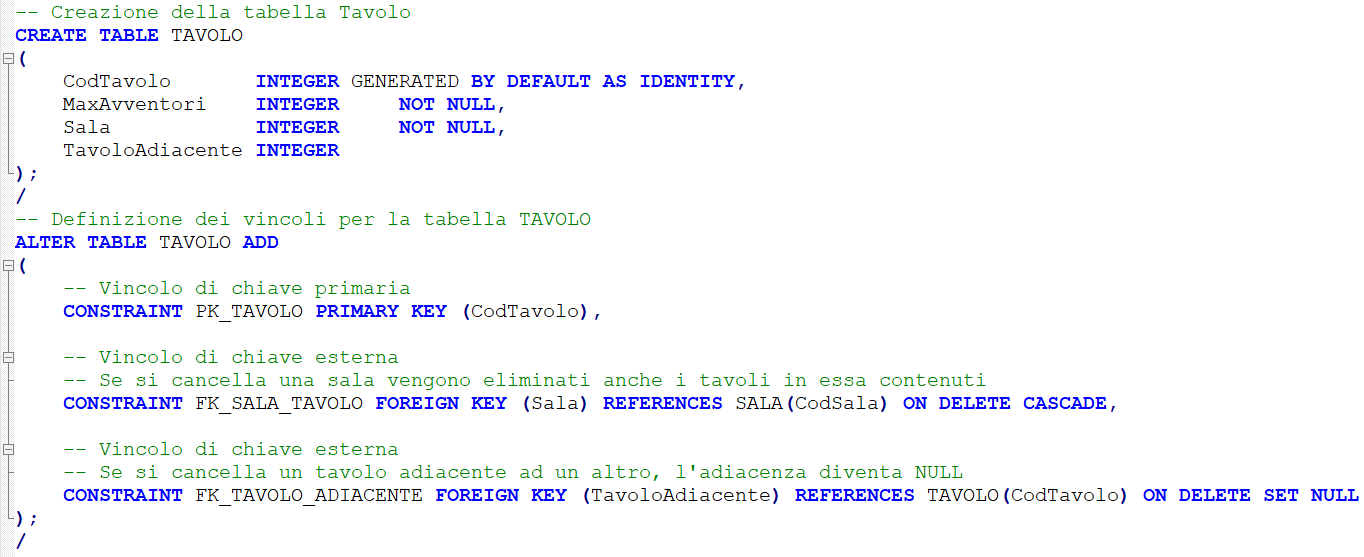 -- Creazione della tabella Tavolo
CREATE TABLE TAVOLO
(
    CodTavolo       INTEGER GENERATED BY DEFAULT AS IDENTITY,
    MaxAvventori    INTEGER     NOT NULL,
    Sala            INTEGER     NOT NULL,
    TavoloAdiacente INTEGER
);
/
-- Definizione dei vincoli per la tabella TAVOLO
ALTER TABLE TAVOLO ADD
(
    -- Vincolo di chiave primaria
    CONSTRAINT PK_TAVOLO PRIMARY KEY (CodTavolo),

    -- Vincolo di chiave esterna
    -- Se si cancella una sala vengono eliminati anche i tavoli in essa contenuti
    CONSTRAINT FK_SALA_TAVOLO FOREIGN KEY (Sala) REFERENCES SALA(CodSala) ON DELETE CASCADE,

    -- Vincolo di chiave esterna
    -- Se si cancella un tavolo adiacente ad un altro, l'adiacenza diventa NULL
    CONSTRAINT FK_TAVOLO_ADIACENTE FOREIGN KEY (TavoloAdiacente) REFERENCES TAVOLO(CodTavolo) ON DELETE SET NULL
);
/